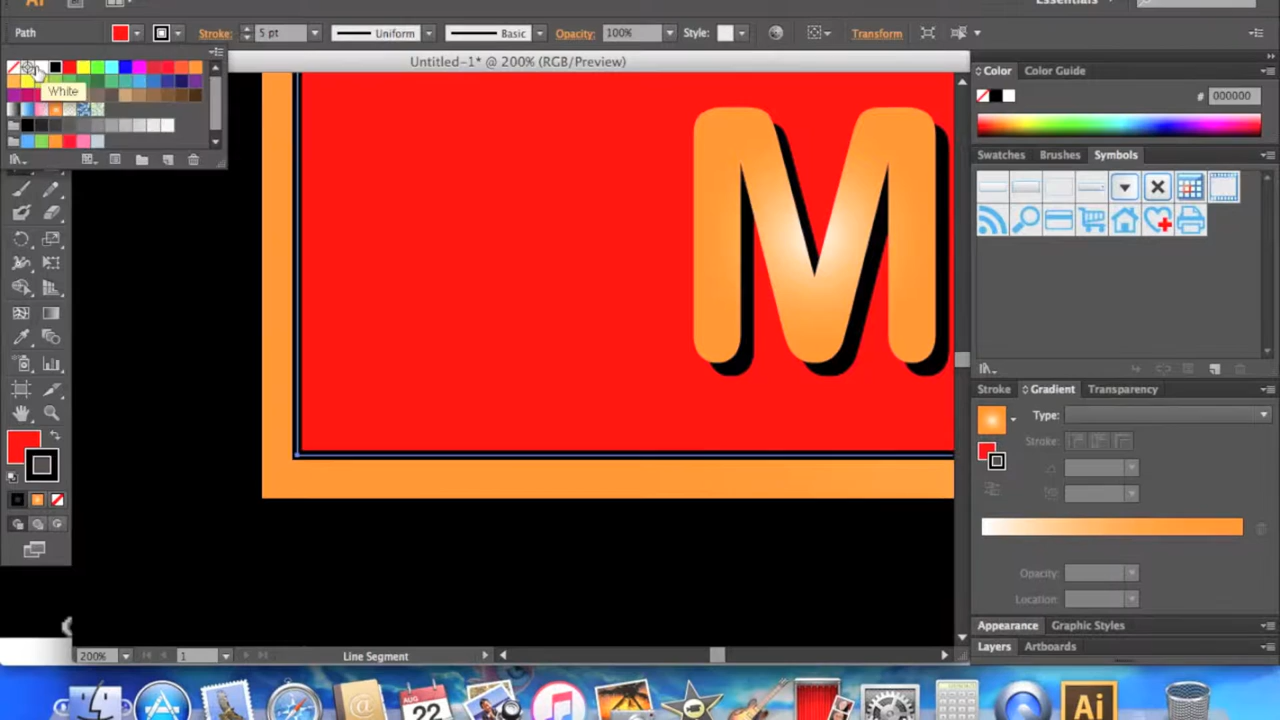 Ai
Essentials
Path
Stroke: 5 pt
Uniform
Basic
Opacity: 100%
Style:
Transform
Untitled-1* @ 200% (RGB/Preview)
White
Color
Color Guide
# 000000
Swatches
Brushes
Symbols
M
Stroke
Gradient
Transparency
Type:
Stroke:
Opacity:
Location:
Appearance
Graphic Styles
Layers
Artboards
200%
1
Line Segment
AUG
22
Ai